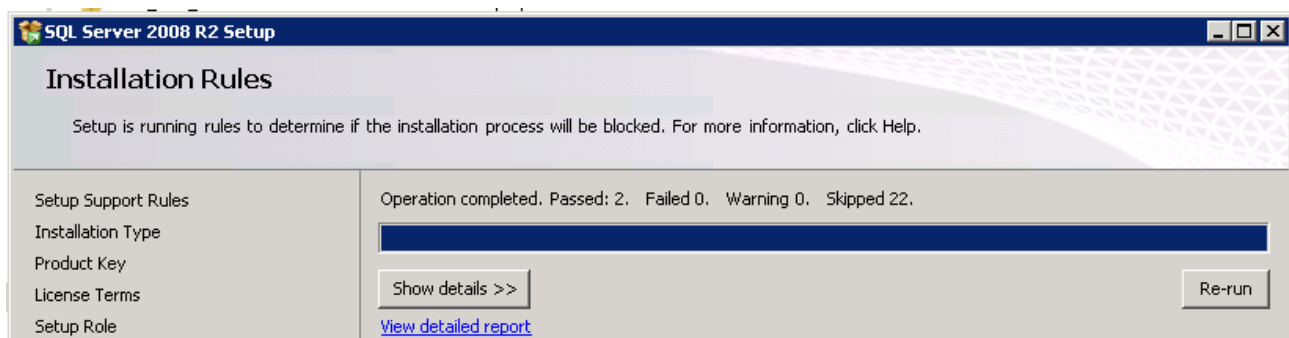 SQL Server 2008 R2 Setup
Installation Rules
Setup is running rules to determine if the installation process will be blocked. For more information, click Help.
Setup Support Rules
Installation Type
Product Key
License Terms
Setup Role
Operation completed. Passed: 2. Failed 0. Warning 0. Skipped 22.
Show details >>
Re-run
View detailed report